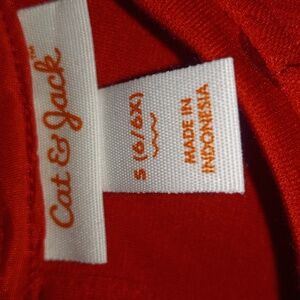 Cat & Jack™
S (6/6X)
MADE IN
INDONESIA